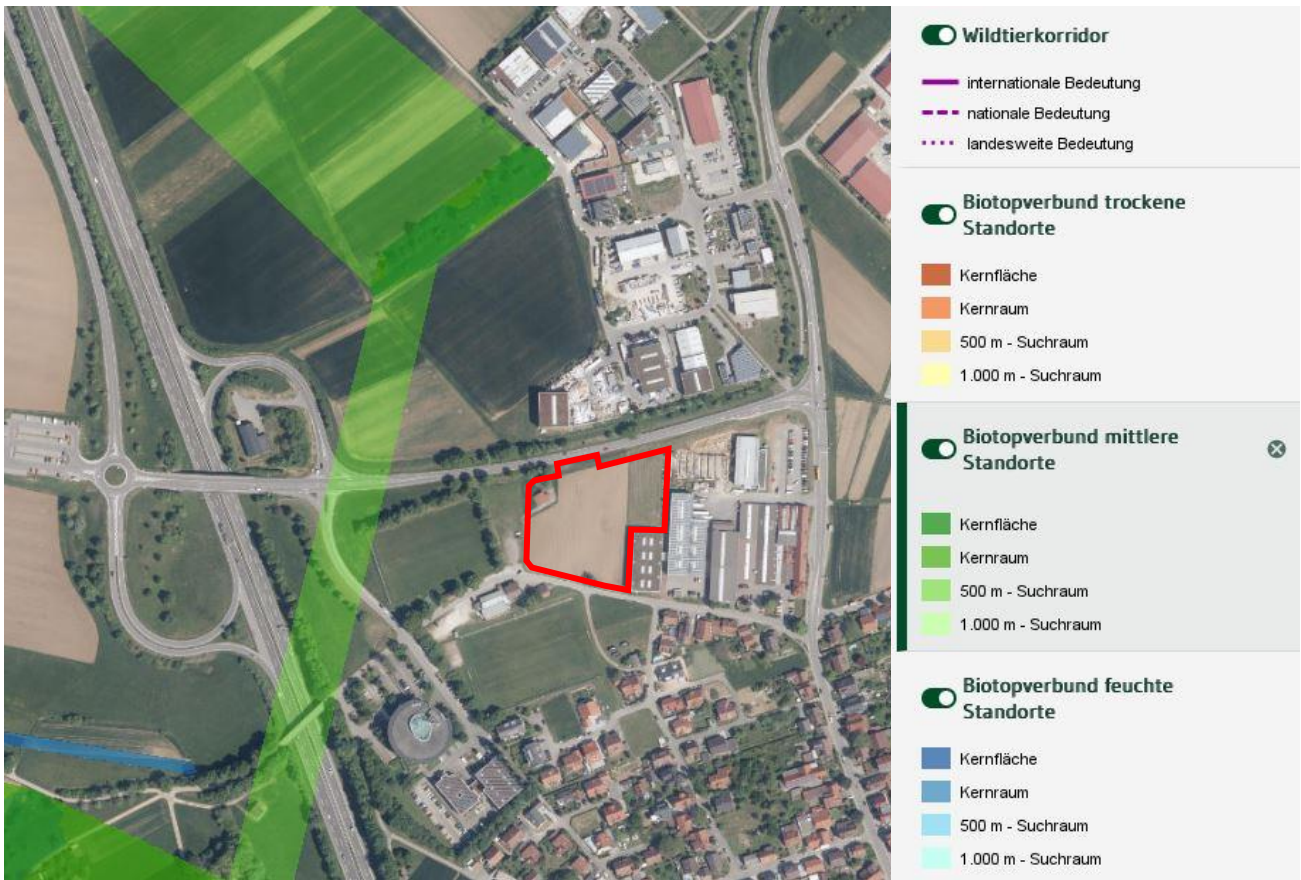 Wildtierkorridor
internationale Bedeutung
nationale Bedeutung
landesweite Bedeutung
Biotopverbund trockene
Standorte
Kernfläche
Kernraum
500 m - Suchraum
1.000 m - Suchraum
Biotopverbund mittlere
Standorte
Kernfläche
Kernraum
500 m - Suchraum
1.000 m - Suchraum
Biotopverbund feuchte
Standorte
Kernfläche
Kernraum
500 m - Suchraum
1.000 m - Suchraum